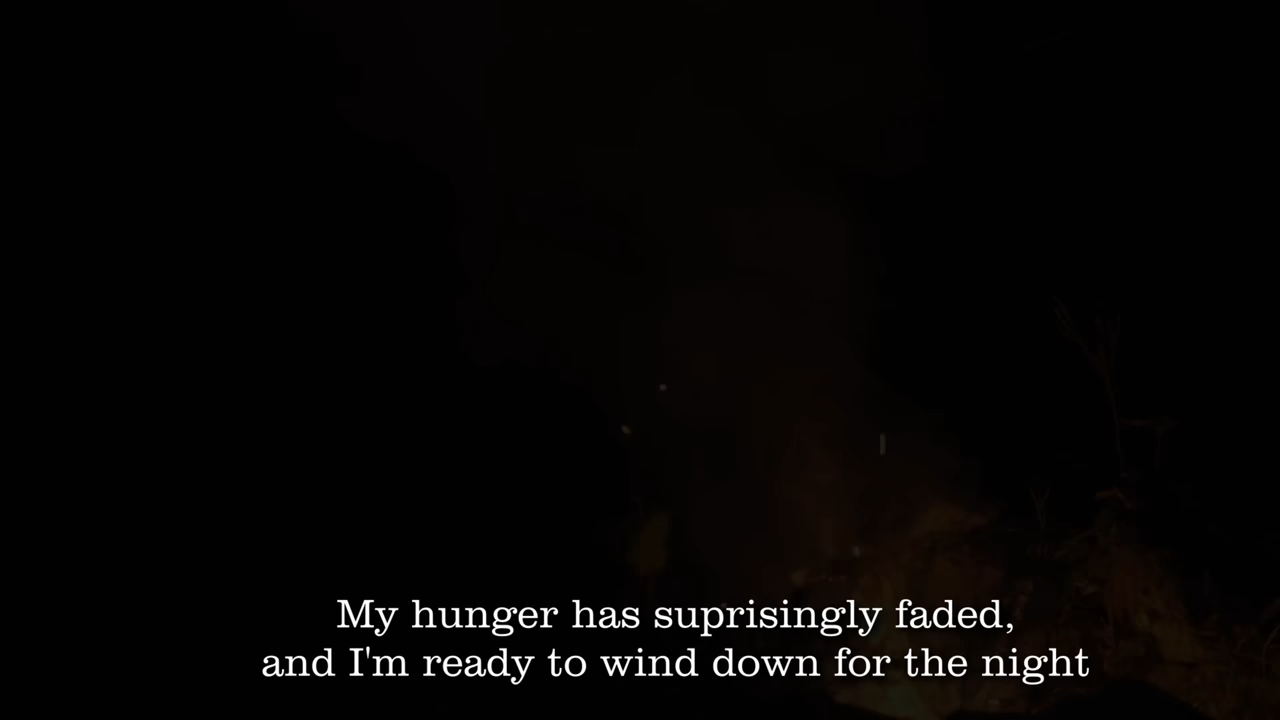 My hunger has suprisingly faded,
and I'm ready to wind down for the night